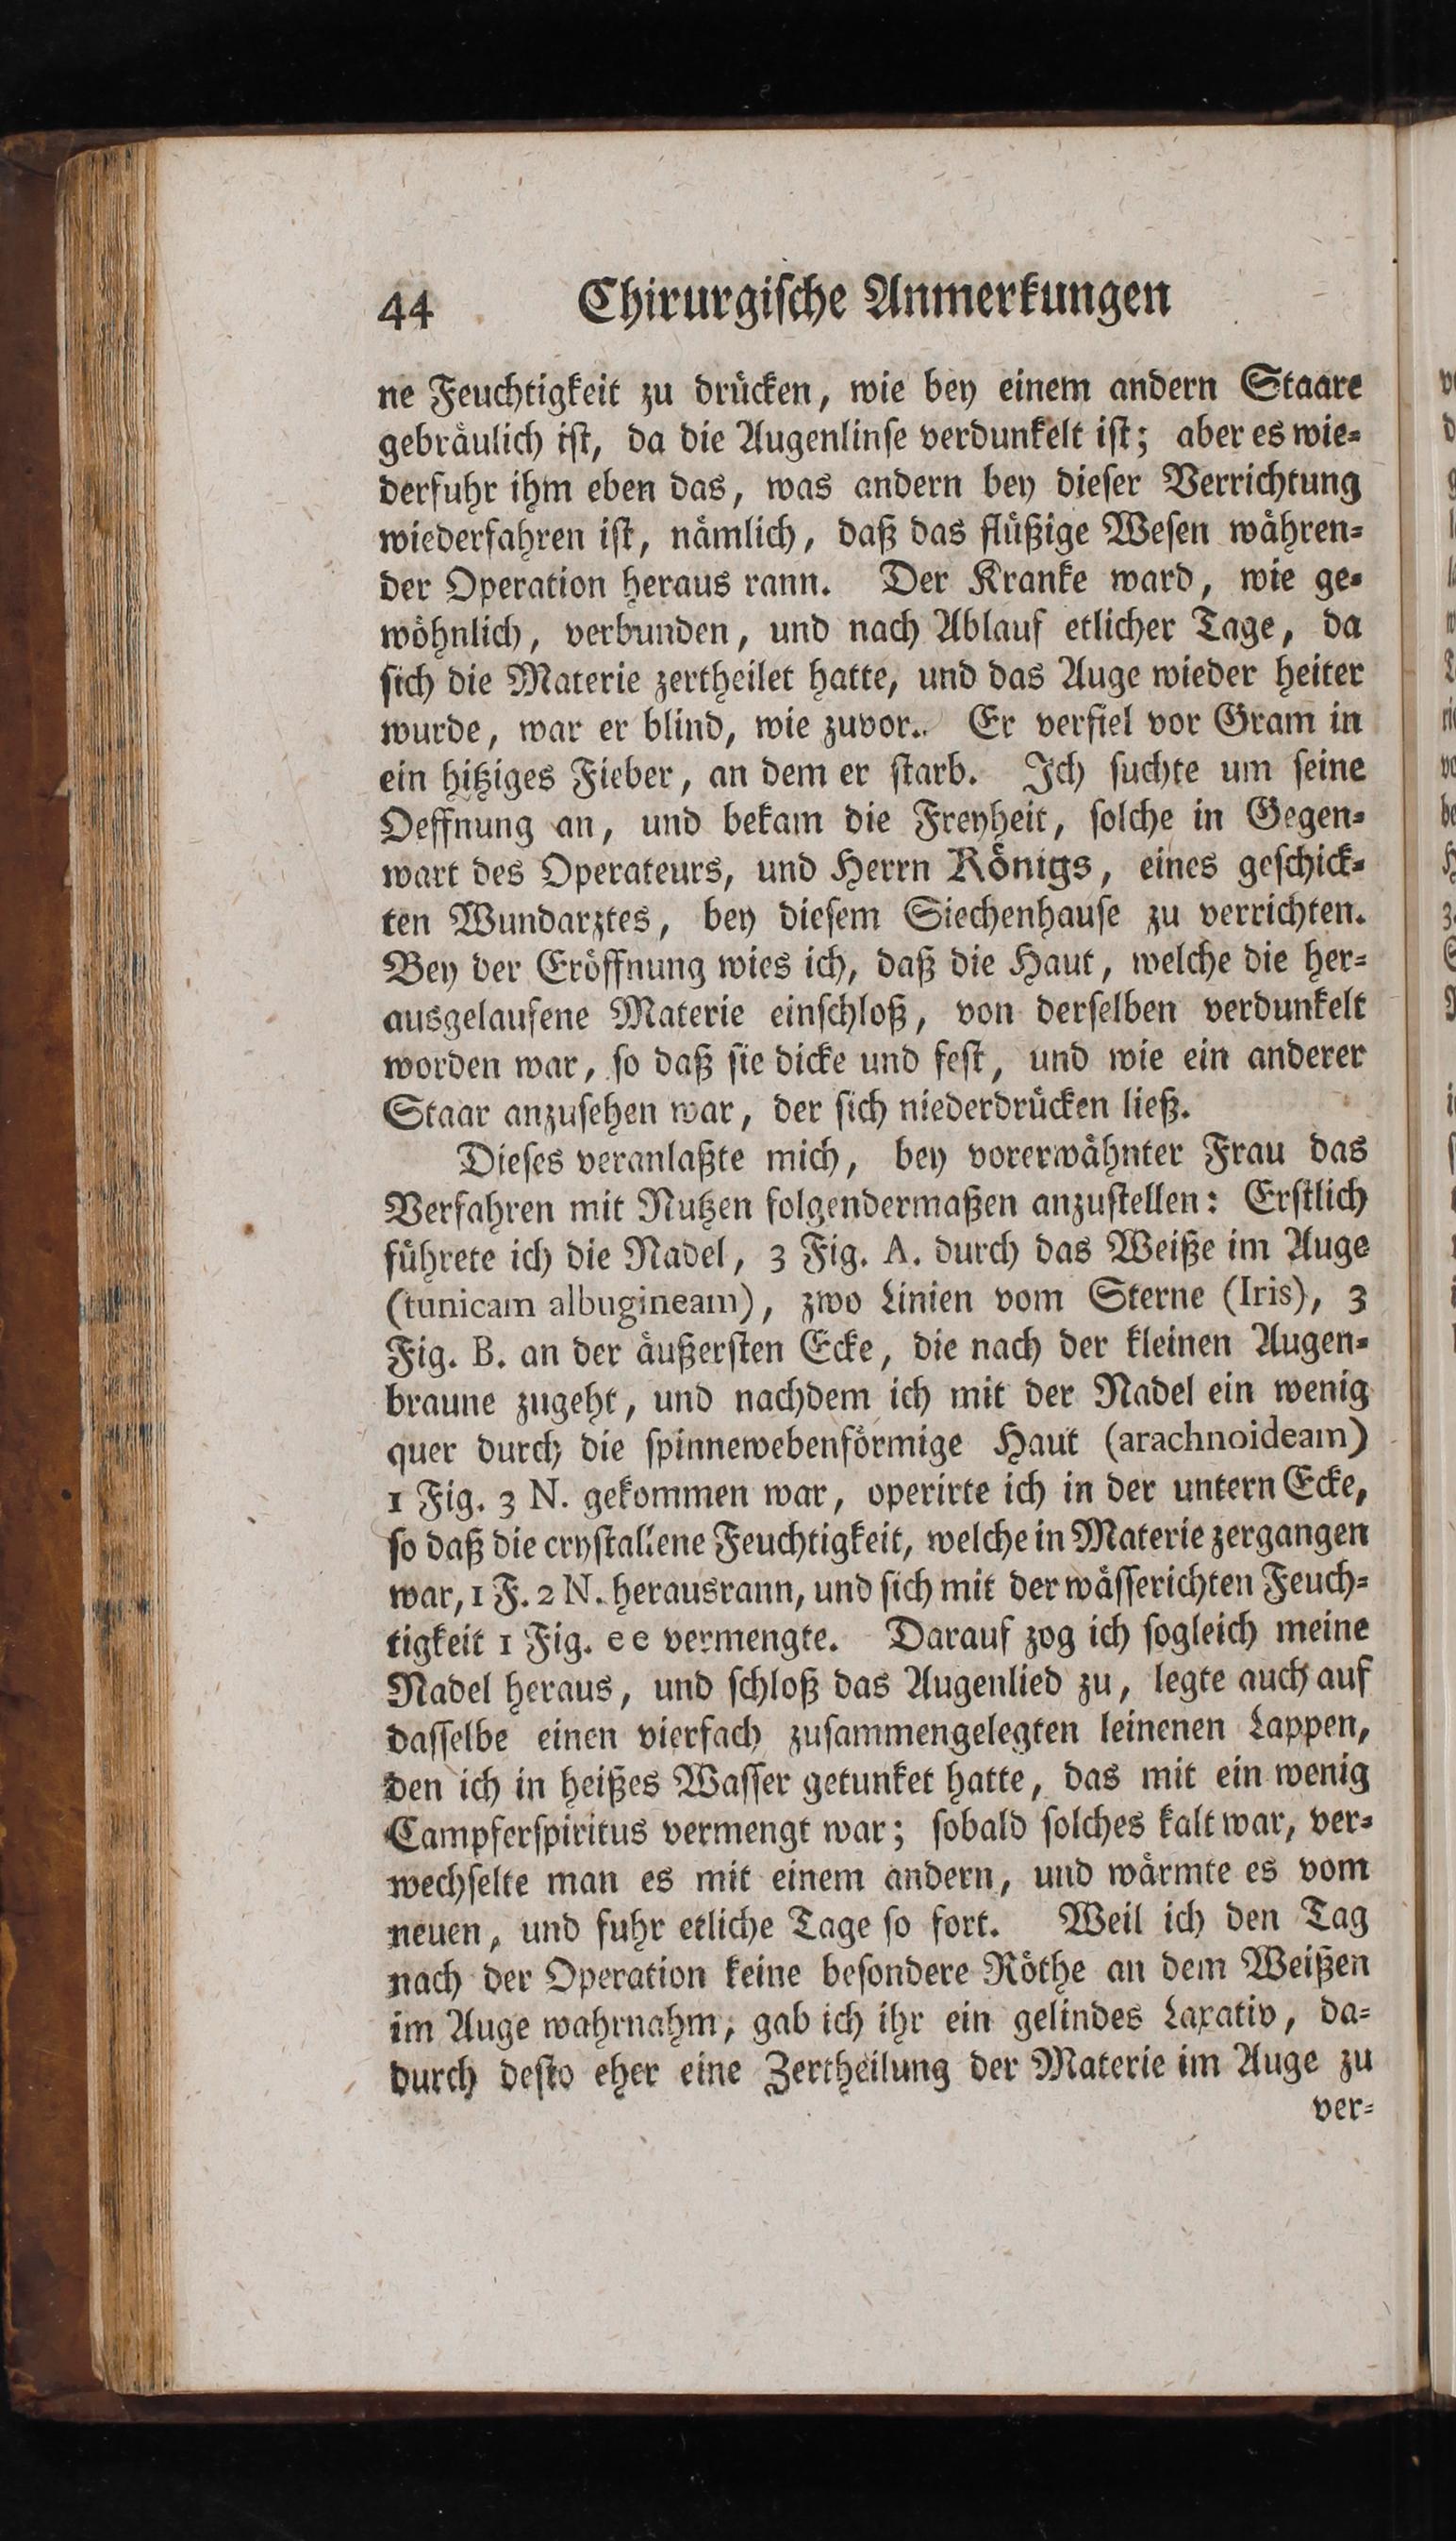 44 Chirurgiſche Anmerkungen
ne Feuchtigkeit zu drücken, wie bey einem andern Staare
gebräulich iſt, da die Augenlinſe verdunkelt iſt; aber es wie⸗
derfuhr ihm eben das, was andern bey dieſer Verrichtung
wiederfahren iſt, nämlich, daß das flüßige Weſen währen⸗
der Operation heraus rann. Der Kranke ward, wie ge⸗
wöhnlich, verbunden, und nach Ablauf etlicher Tage, da
ſich die Materie zertheilet hatte, und das Auge wieder heiter
wurde, war er blind, wie zuvor. Er verfiel vor Gram in
ein hitziges Fieber, an dem er ſtarb. Ich ſuchte um ſeine
Oeffnung an, und bekam die Freyheit, ſolche in Gegen⸗
wart des Operateurs, und Herrn Königs, eines geſchick⸗
ten Wundarztes, bey dieſem Siechenhauſe zu verrichten.
Bey der Eröffnung wies ich, daß die Haut, welche die her⸗
ausgelaufene Materie einſchloß, von derſelben verdunkelt
worden war, ſo daß ſie dicke und feſt, und wie ein anderer
Staar anzuſehen war, der ſich niederdrücken ließ.
Dieſes veranlaßte mich, bey vorerwähnter Frau das
Verfahren mit Nutzen folgendermaßen anzuſtellen: Erſtlich
führete ich die Nadel, 3 Fig. A. durch das Weiße im Auge
(tunicam albugineam), zwo Linien vom Sterne (Iris), 3
Fig. B. an der äußerſten Ecke, die nach der kleinen Augen⸗
braune zugeht, und nachdem ich mit der Nadel ein wenig
quer durch die ſpinnewebenförmige Haut (arachnoideam)
1 Fig. 3 N. gekommen war, operirte ich in der untern Ecke,
ſo daß die cryſtallene Feuchtigkeit, welche in Materie zergangen
war, 1 F. 2 N. herausrann, und ſich mit der wäſſerichten Feuch⸗
tigkeit 1 Fig. e e vermengte. Darauf zog ich ſogleich meine
Nadel heraus, und ſchloß das Augenlied zu, legte auch auf
daſſelbe einen vierfach zuſammengelegten leinenen Lappen,
den ich in heißes Waſſer getunket hatte, das mit ein wenig
Campferſpiritus vermengt war; ſobald ſolches kalt war, ver⸗
wechſelte man es mit einem andern, und wärmte es vom
neuen, und fuhr etliche Tage ſo fort. Weil ich den Tag
nach der Operation keine beſondere Röthe an dem Weißen
im Auge wahrnahm, gab ich ihr ein gelindes Laxativ, da⸗
durch deſto eher eine Zertheilung der Materie im Auge zu
ver⸗